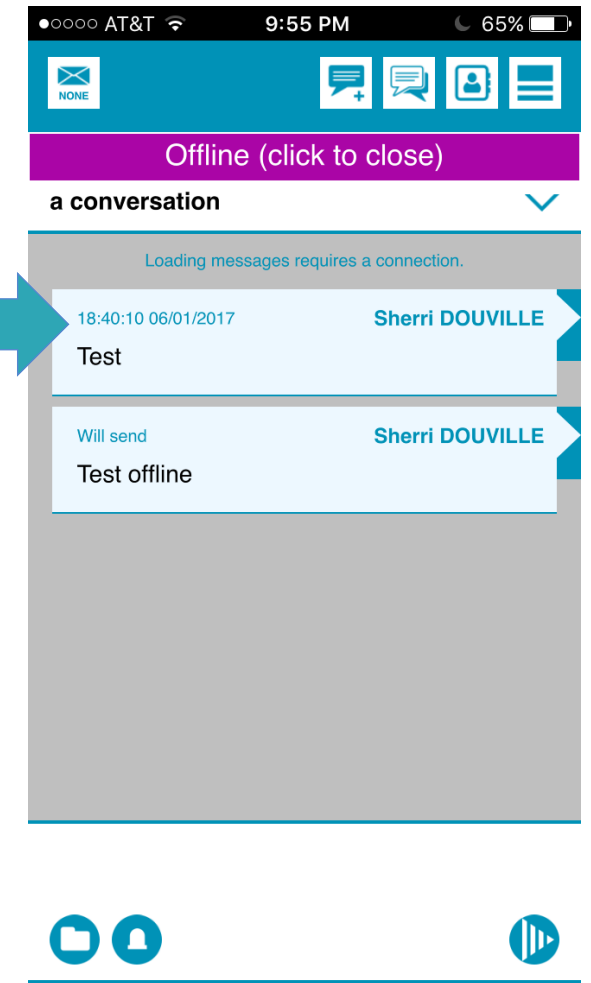 AT&T 9:55 PM 65%
NONE
Offline (click to close)
a conversation
Loading messages requires a connection.
18:40:10 06/01/2017 Sherri DOUVILLE
Test
Will send Sherri DOUVILLE
Test offline